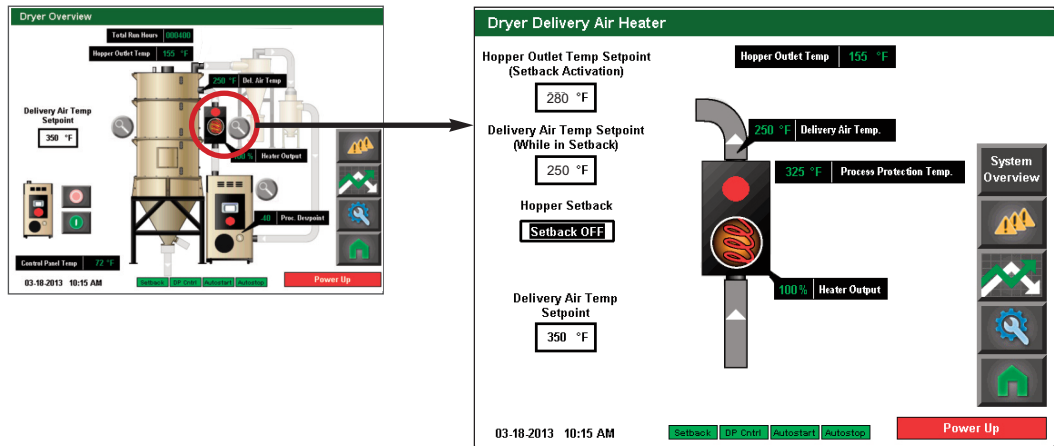 Dryer Overview
Total Run Hours 000400
Hopper Outlet Temp 155 °F
250 °F Del. Air Temp
Delivery Air Temp
Setpoint
350 °F
100% Heater Output
-40 Proc. Dewpoint
Control Panel Temp 72 °F
03-18-2013 10:15 AM
Setback DP Cntrl Autostart Autostop
Power Up
Dryer Delivery Air Heater
Hopper Outlet Temp Setpoint
(Setback Activation)
280 °F
Hopper Outlet Temp 155 °F
Delivery Air Temp Setpoint
(While in Setback)
250 °F
250 °F Delivery Air Temp.
325 °F Process Protection Temp.
Hopper Setback
Setback OFF
100% Heater Output
Delivery Air Temp
Setpoint
350 °F
System
Overview
03-18-2013 10:15 AM
Setback DP Cntrl Autostart Autostop
Power Up